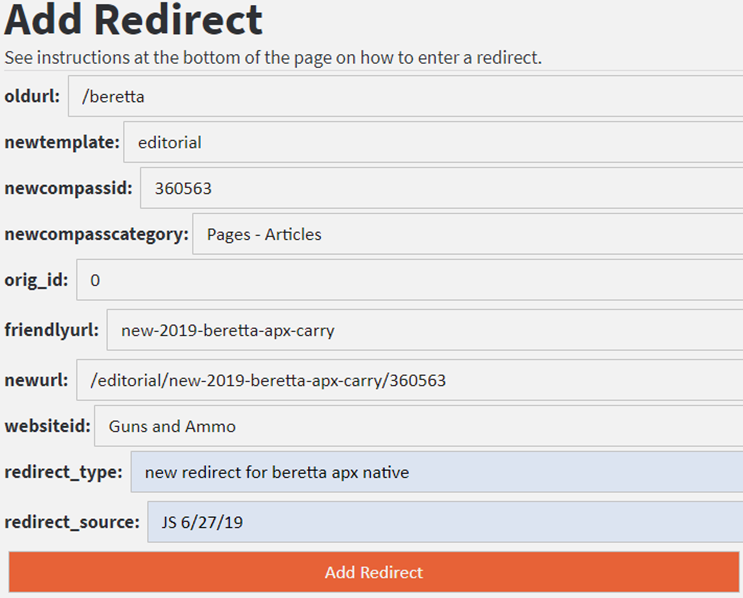 Add Redirect
See instructions at the bottom of the page on how to enter a redirect.
oldurl: /beretta
newtemplate: editorial
newcompassid: 360563
newcompasscategory: Pages - Articles
orig_id: 0
friendlyurl: new-2019-beretta-apx-carry
newurl: /editorial/new-2019-beretta-apx-carry/360563
websiteid: Guns and Ammo
redirect_type: new redirect for beretta apx native
redirect_source: JS 6/27/19
Add Redirect